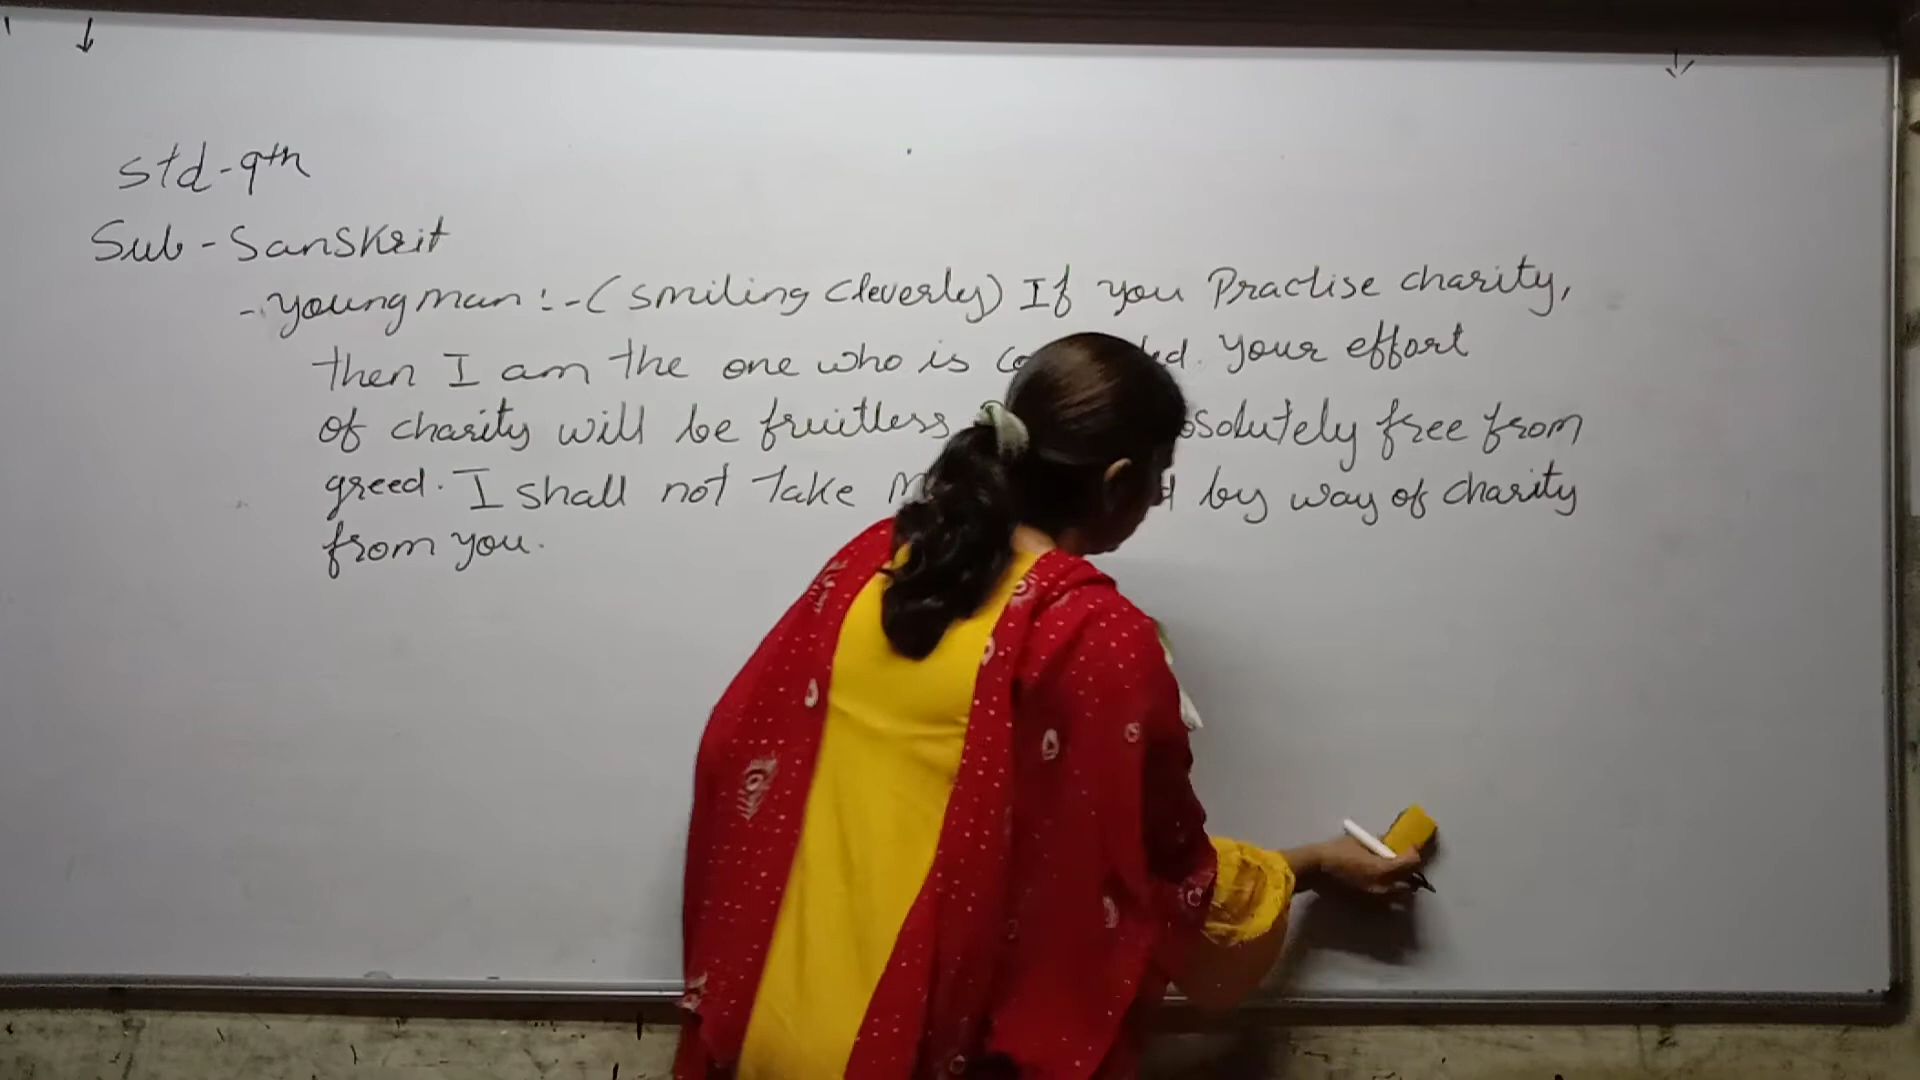 Std-9th
Sub-Sanskrit
- Young man :- (smiling cleverly) If you Practise charity,
then I am the one who is Your effort
of charity will be fruitless free from
greed. I shall not take by way of charity
from you.